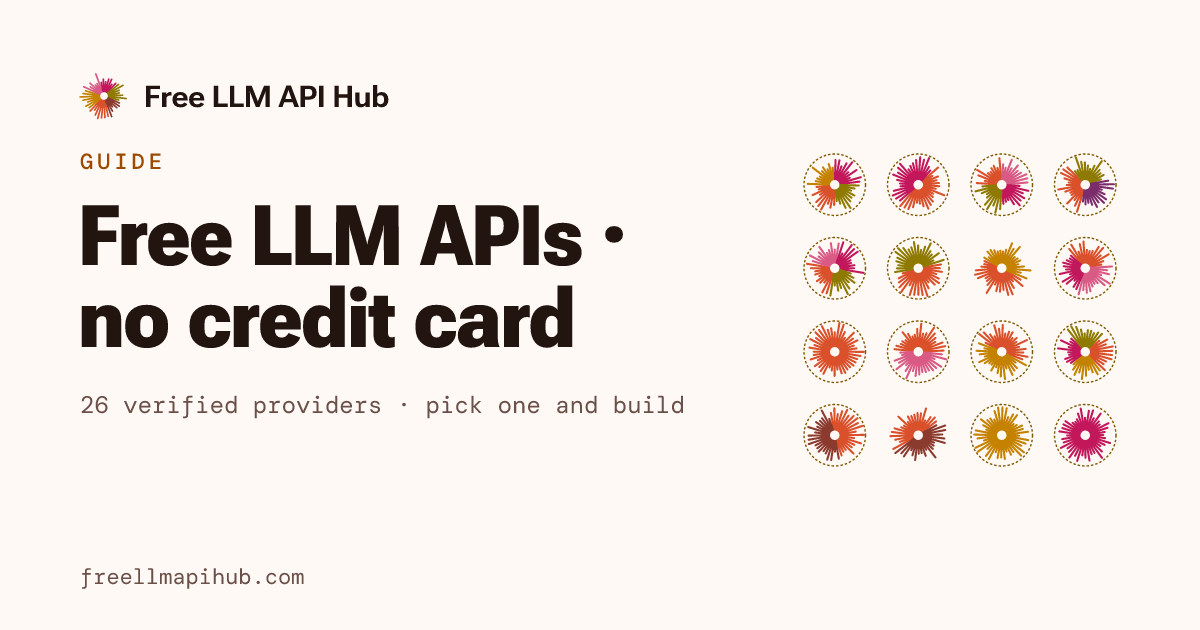 Free LLM API Hub
GUIDE
Free LLM APIs ·
no credit card
26 verified providers · pick one and build
freellmapihub.com